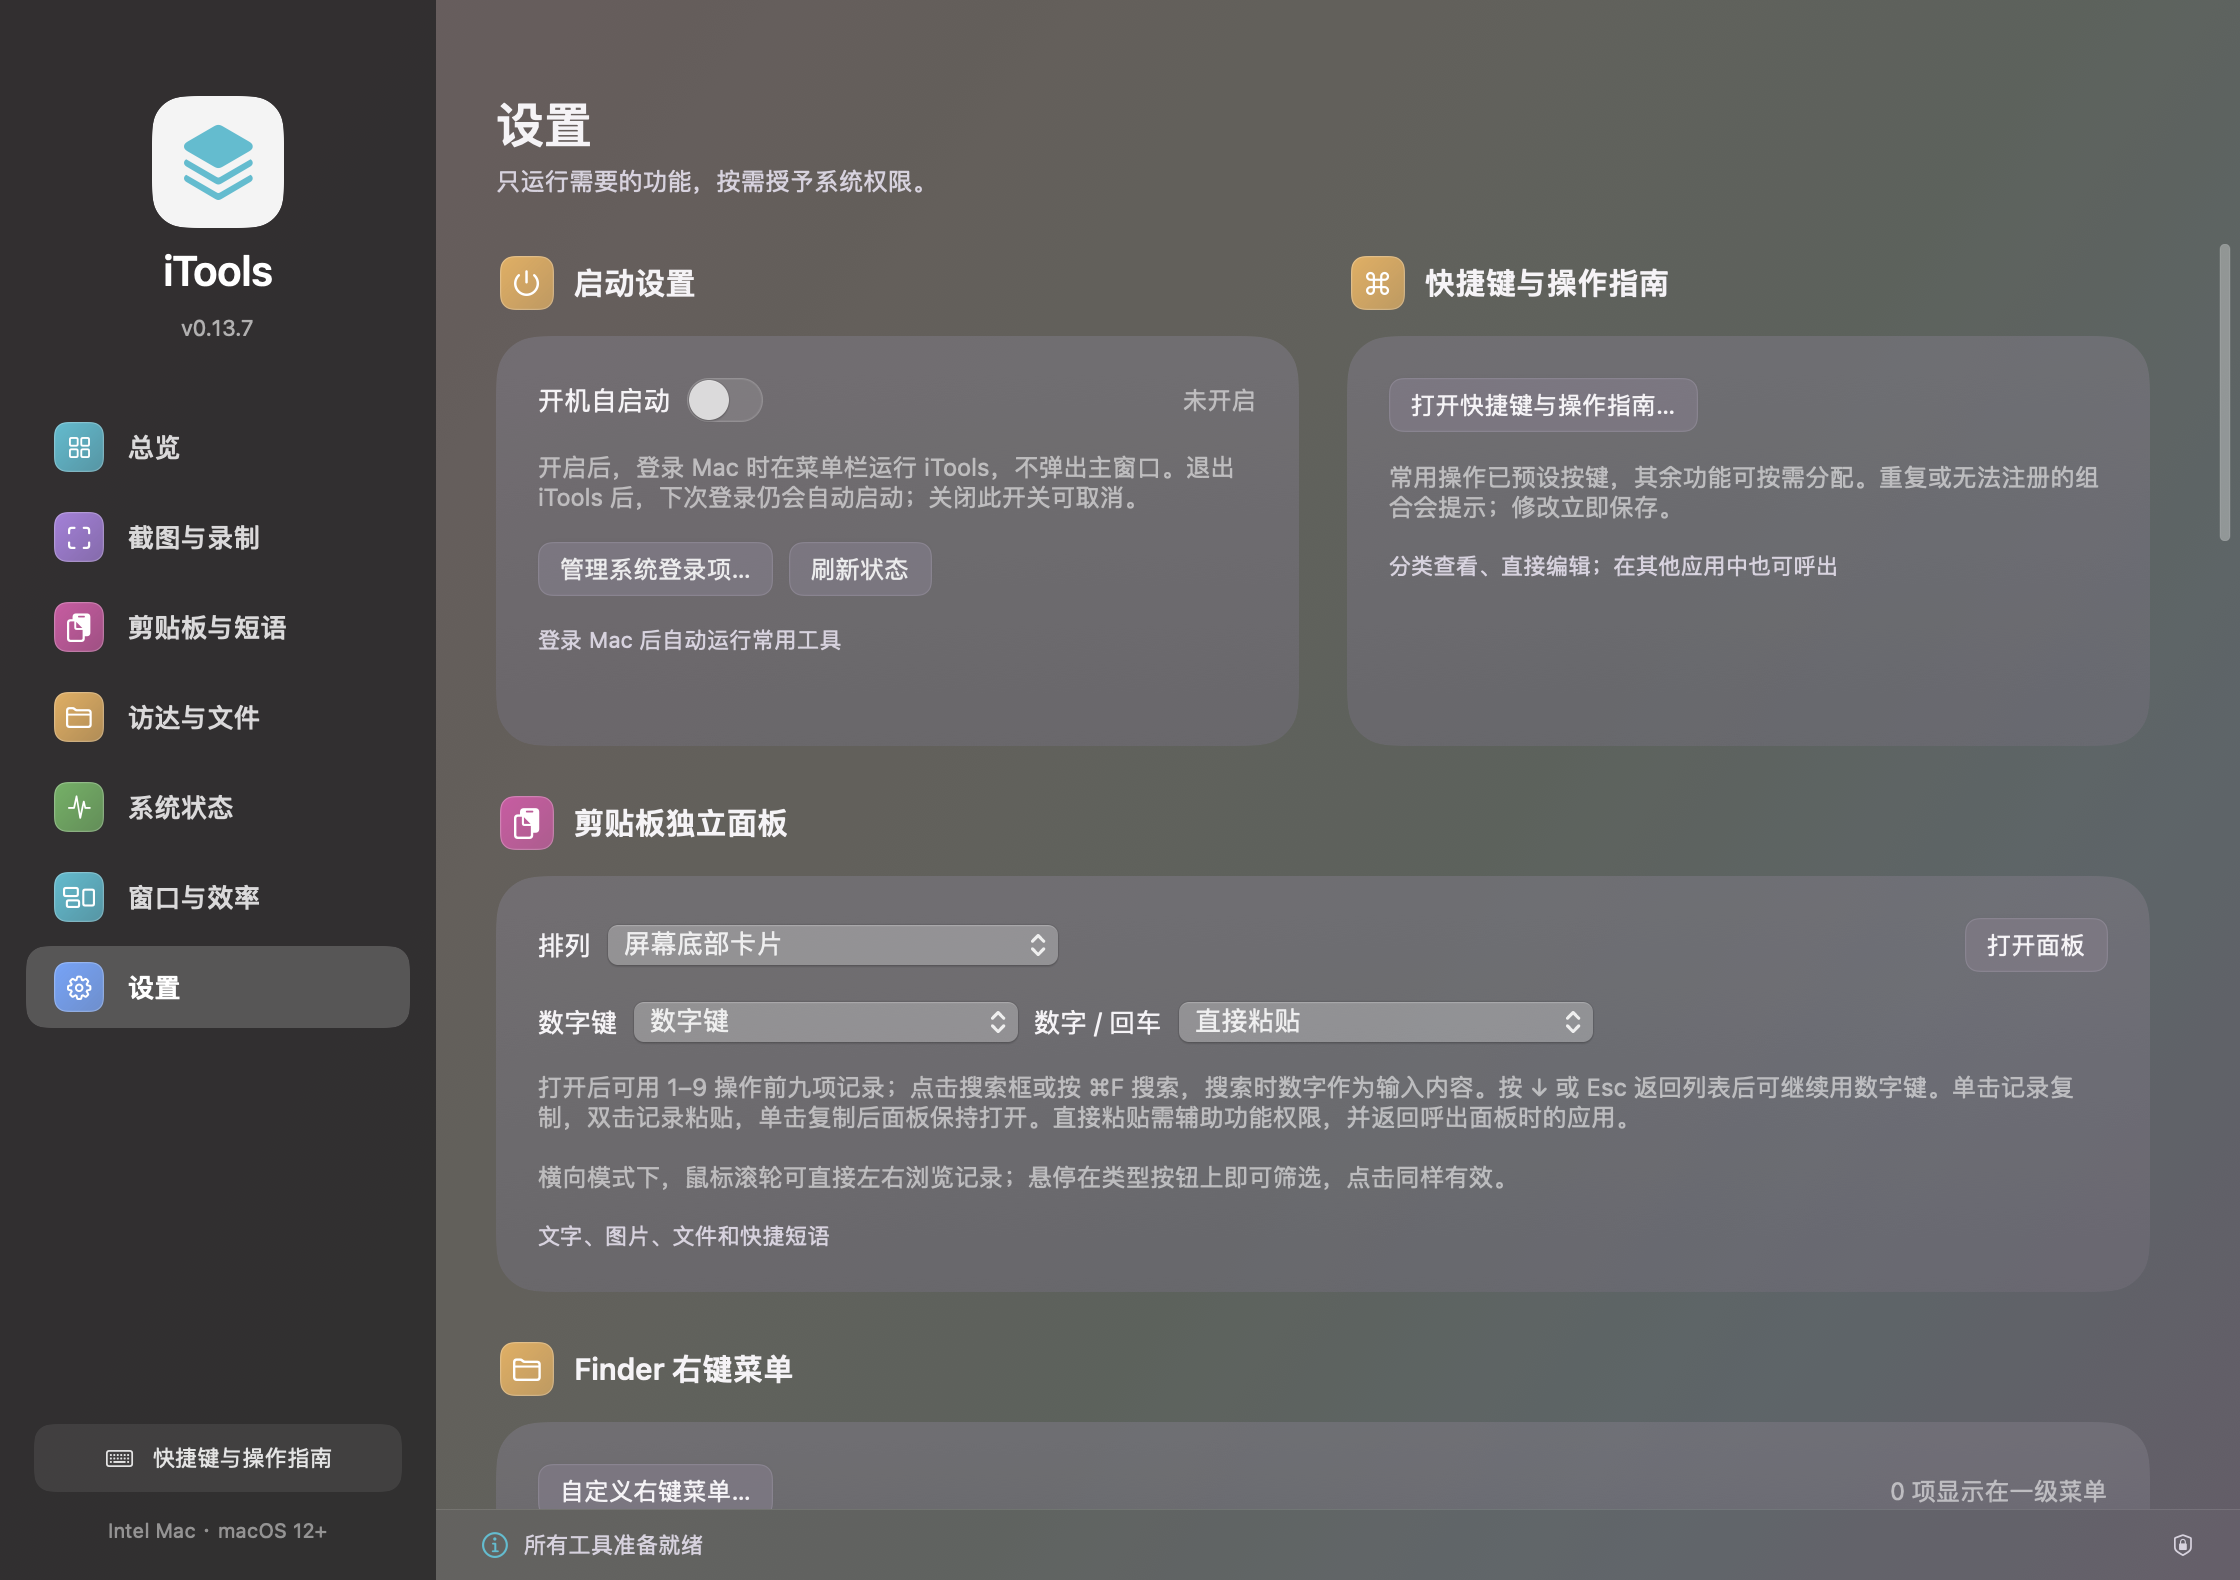 iTools
v0.13.7
总览
截图与录制
剪贴板与短语
访达与文件
系统状态
窗口与效率
设置
快捷键与操作指南
Intel Mac · macOS 12+
设置
只运行需要的功能，按需授予系统权限。
启动设置
开机自启动
未开启
开启后，登录 Mac 时在菜单栏运行 iTools，不弹出主窗口。退出
iTools 后，下次登录仍会自动启动；关闭此开关可取消。
管理系统登录项...
刷新状态
登录 Mac 后自动运行常用工具
快捷键与操作指南
打开快捷键与操作指南...
常用操作已预设按键，其余功能可按需分配。重复或无法注册的组
合会提示；修改立即保存。
分类查看、直接编辑；在其他应用中也可呼出
剪贴板独立面板
排列 屏幕底部卡片
打开面板
数字键 数字键 数字 / 回车 直接粘贴
打开后可用 1–9 操作前九项记录；点击搜索框或按 ⌘F 搜索，搜索时数字作为输入内容。按 ↓ 或 Esc 返回列表后可继续用数字键。单击记录复
制，双击记录粘贴，单击复制后面板保持打开。直接粘贴需辅助功能权限，并返回呼出面板时的应用。
横向模式下，鼠标滚轮可直接左右浏览记录；悬停在类型按钮上即可筛选，点击同样有效。
文字、图片、文件和快捷短语
Finder 右键菜单
自定义右键菜单...
0 项显示在一级菜单
所有工具准备就绪